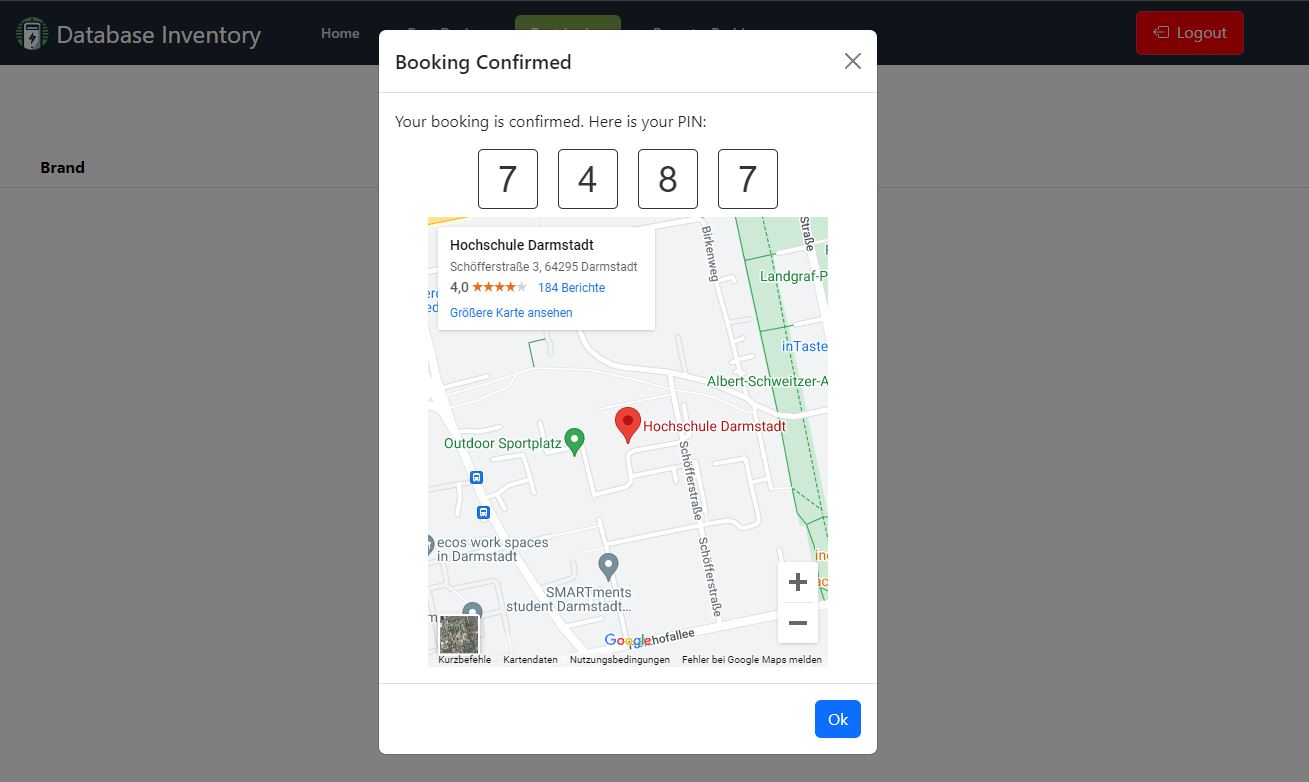 Database Inventory
Home
Logout
Booking Confirmed
Your booking is confirmed. Here is your PIN:
Brand
7 4 8 7
Hochschule Darmstadt
Schöfferstraße 3, 64295 Darmstadt
4,0 184 Berichte
Größere Karte ansehen
Birkenweg
Straße
Landgraf-P
inTaste
Albert-Schweitzer-A
Hochschule Darmstadt
Outdoor Sportplatz
Schöfferstraße
ecos work spaces
in Darmstadt
Schöfferstraße
SMARTments
student Darmstadt...
Google
hofallee
Kurzbefehle Kartendaten Nutzungsbedingungen Fehler bei Google Maps melden
Ok